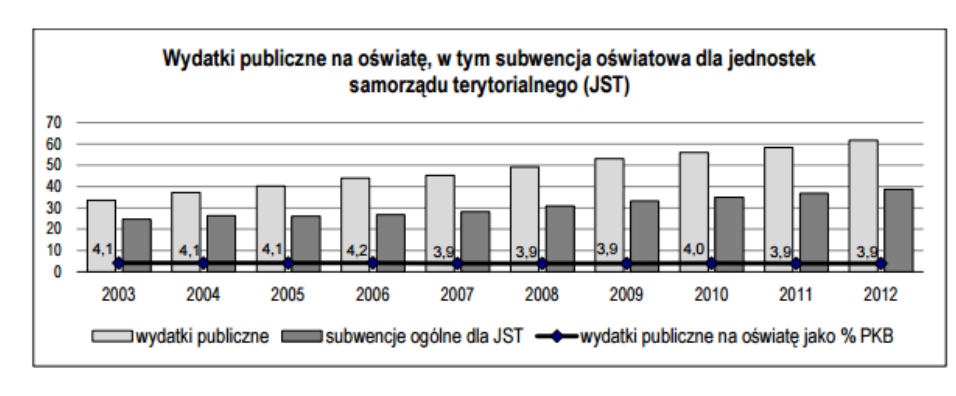 Wydatki publiczne na oświatę, w tym subwencja oświatowa dla jednostek
samorządu terytorialnego (JST)
70
60
50
40
30
20
10
0
4,1 4,1 4,1 4,2 3,9 3,9 3,9 4,0 3,9 3,9
2003 2004 2005 2006 2007 2008 2009 2010 2011 2012
wydatki publiczne subwencje ogólne dla JST wydatki publiczne na oświatę jako % PKB